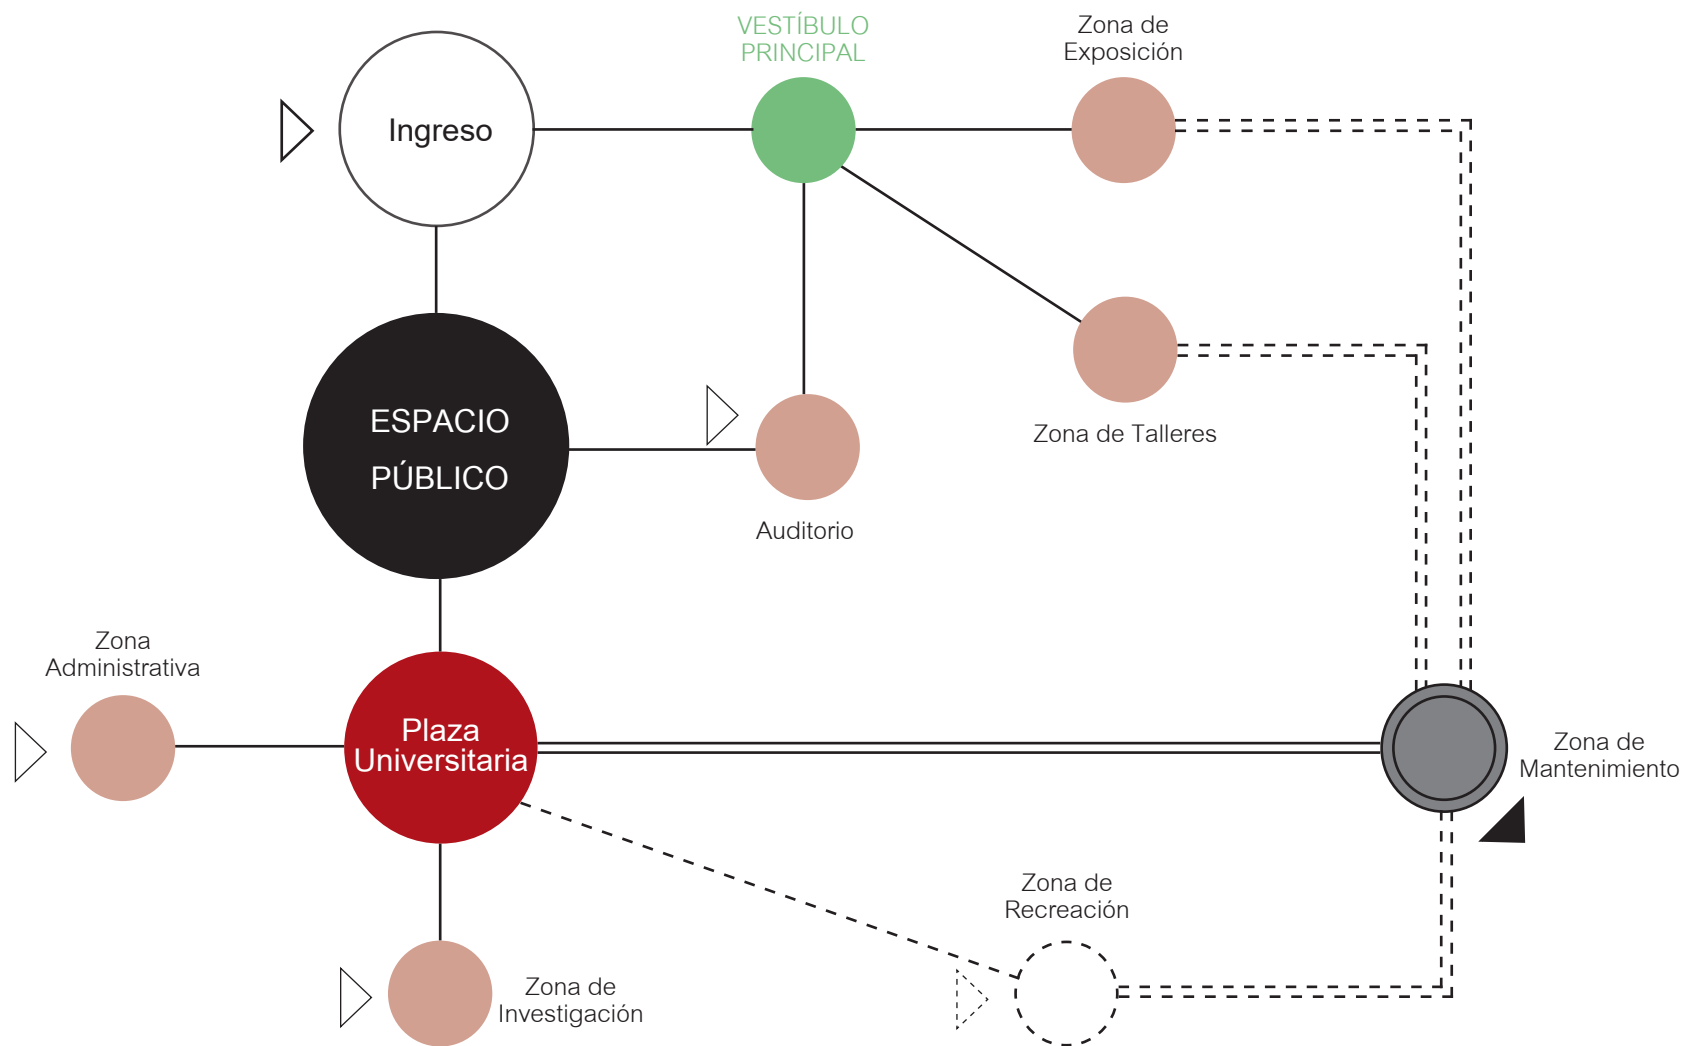 VESTÍBULO
PRINCIPAL
Zona de
Exposición
Ingreso
ESPACIO
PÚBLICO
Zona de Talleres
Auditorio
Zona
Administrativa
Plaza
Universitaria
Zona de
Mantenimiento
Zona de
Recreación
Zona de
Investigación